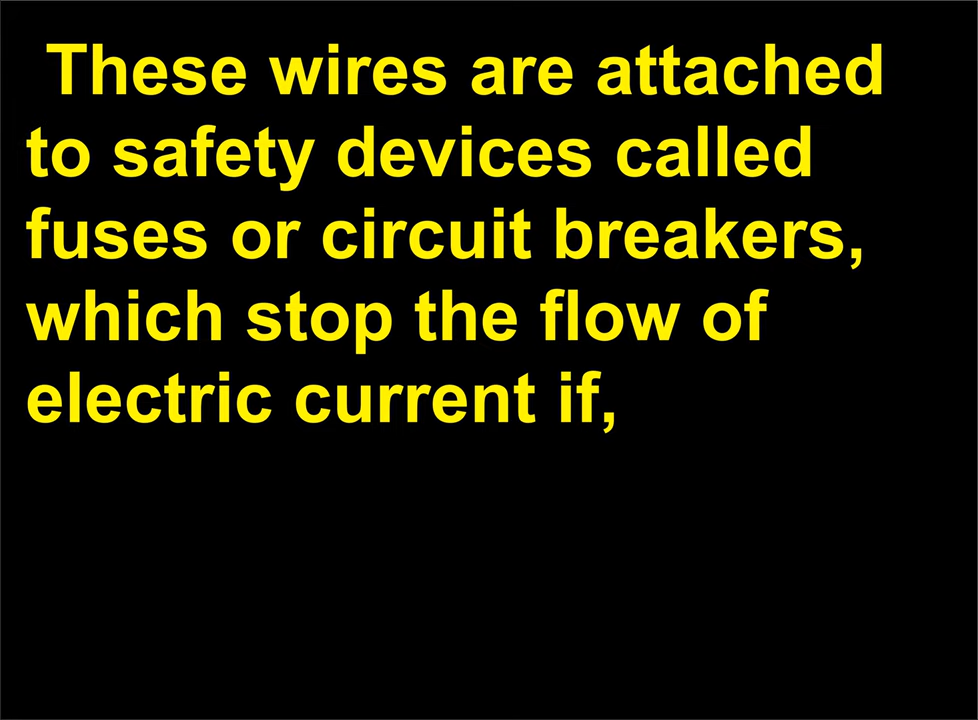 These wires are attached
to safety devices called
fuses or circuit breakers,
which stop the flow of
electric current if,